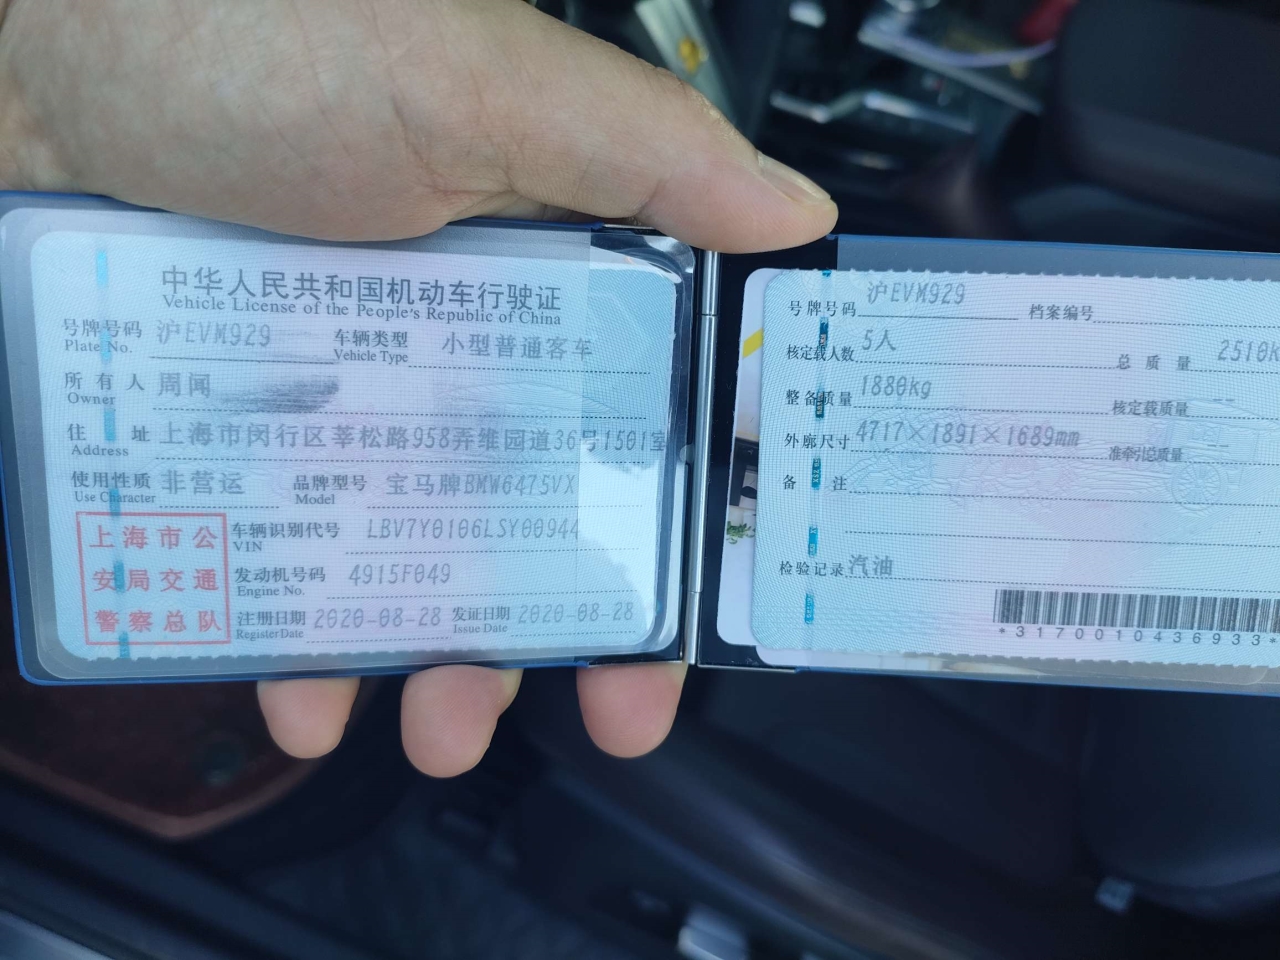 中华人民共和国机动车行驶证
Vehicle License of the People's Republic of China
号牌号码 沪EVM929 车辆类型 小型普通客车
Plate No. Vehicle Type
所有人 周闻
Owner
住址 上海市闵行区莘松路958弄维园道36号1501室
Address
使用性质 非营运 品牌型号 宝马牌BMW6475VX
Use Character Model
上海市公
安局交通
警察总队
车辆识别代号 LBV7Y0106LSY00944
VIN
发动机号码 4915F049
Engine No.
注册日期 2020-08-28 发证日期 2020-08-28
Register Date Issue Date
号牌号码 沪EVM929 档案编号
核定载人数 5人 总质量 2510K
整备质量 1880kg 核定载质量 --
外廓尺寸 4717×1891×1689mm 准牵引总质量 --
备注
检验记录 汽油
*3170010436933*